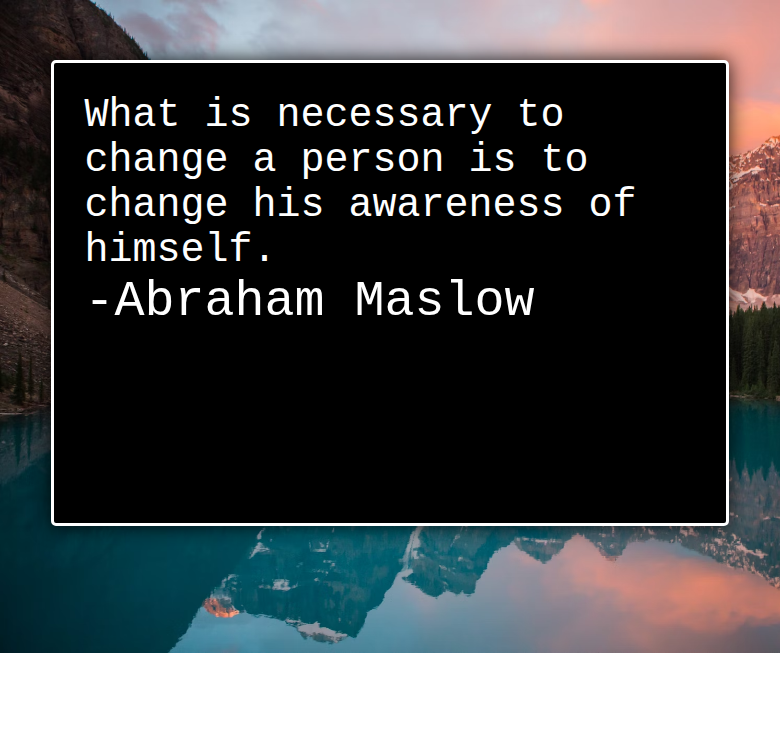 What is necessary to
change a person is to
change his awareness of
himself.
-Abraham Maslow